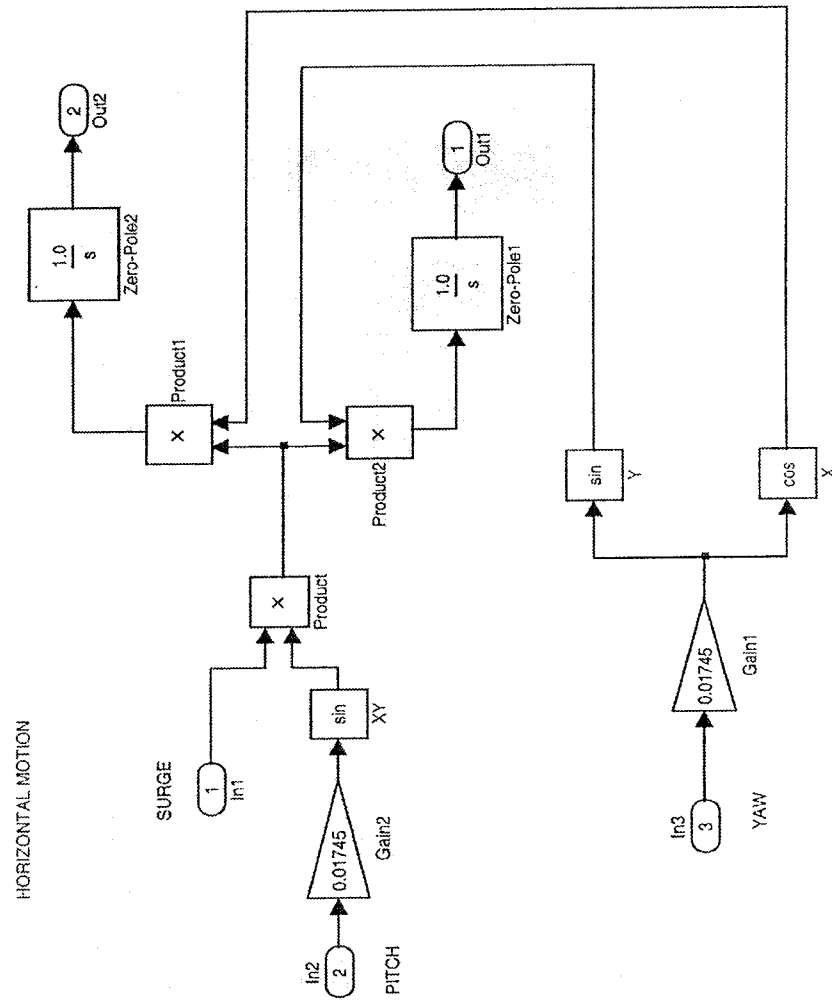 HORIZONTAL MOTION
SURGE
1
In1
In2
2
PITCH
0.01745
Gain2
sin
XY
×
Product
×
Product1
1.0
s
Zero-Pole2
2
Out2
×
Product2
1.0
s
Zero-Pole1
1
Out1
In3
3
YAW
0.01745
Gain1
sin
Y
cos
X